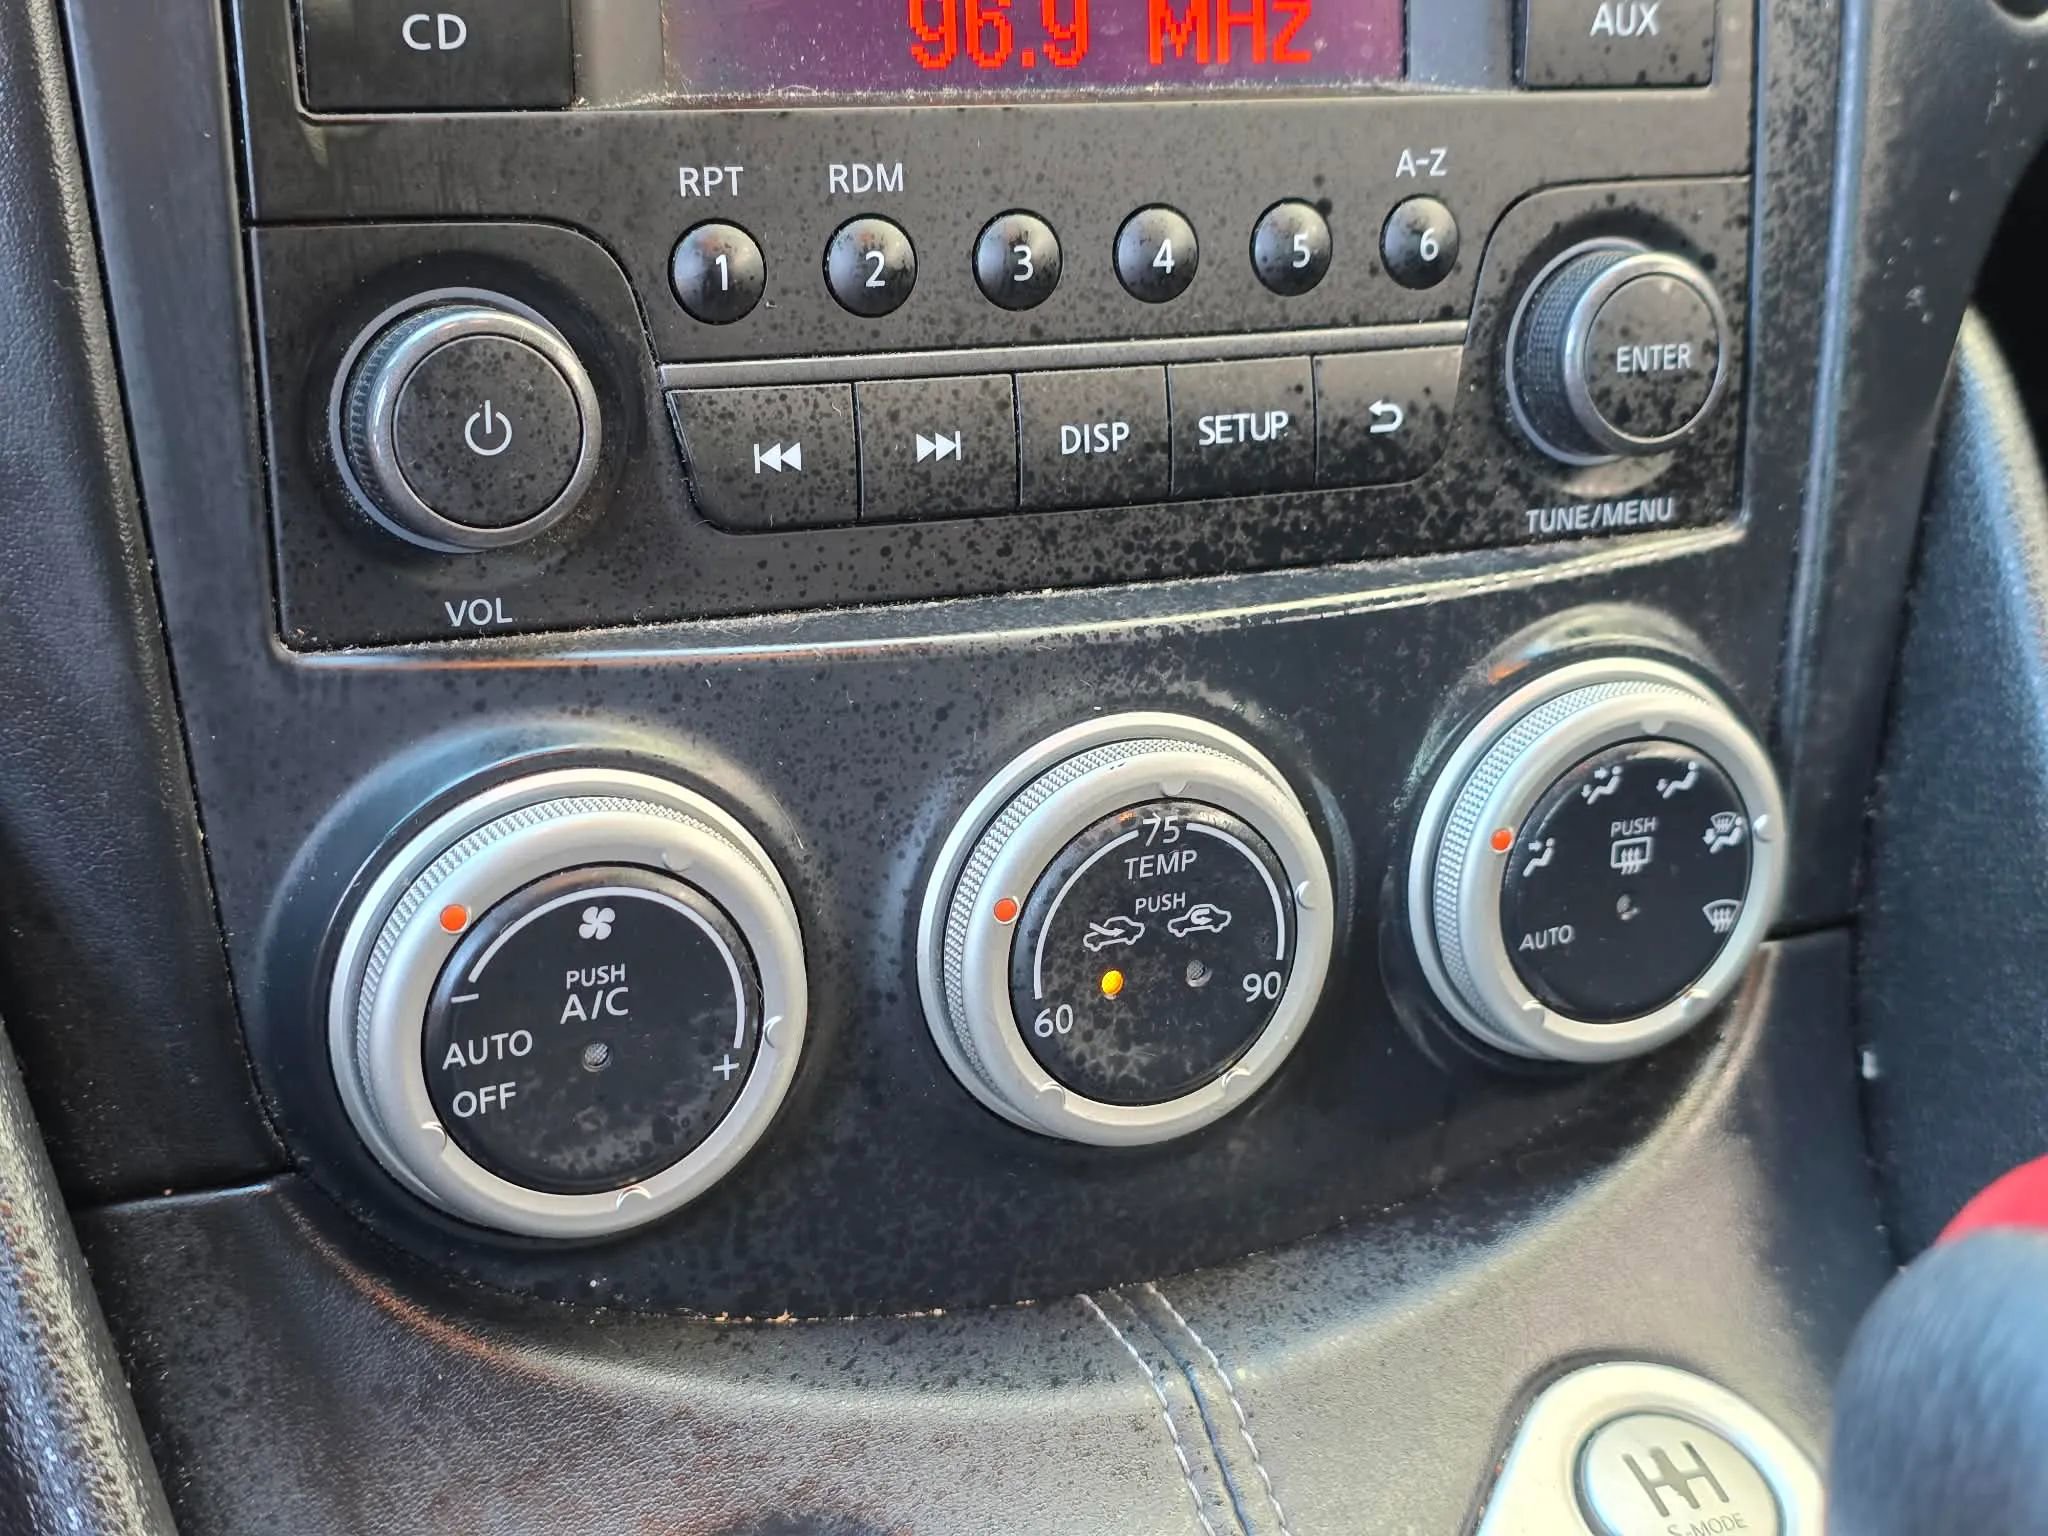 CD
96.9 MHz
AUX
RPT
RDM
A-Z
1
2
3
4
5
6
ENTER
DISP
SETUP
TUNE/MENU
VOL
PUSH
A/C
AUTO
OFF
-
+
75
TEMP
PUSH
60
90
PUSH
AUTO
S-MODE